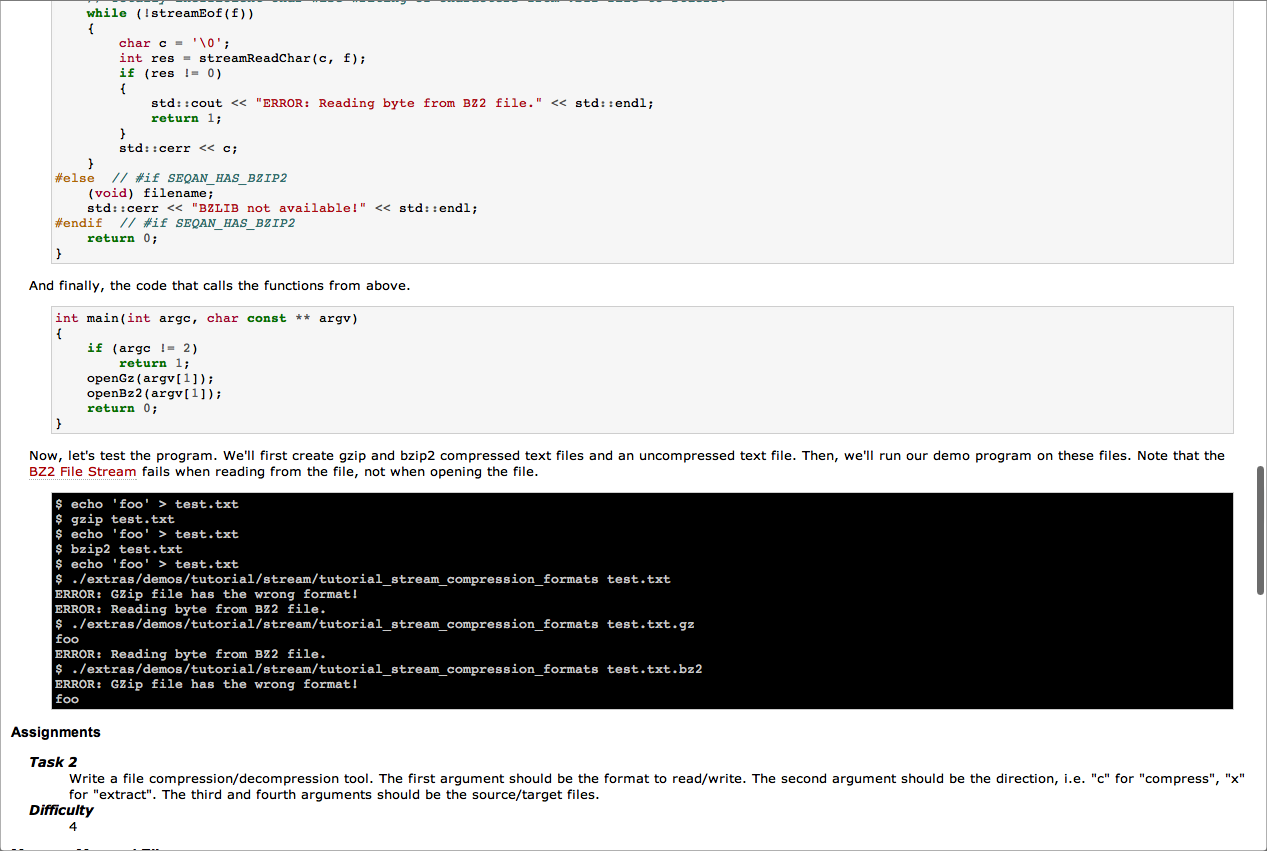 while (!streamEof(f))
{
char c = '\0';
int res = streamReadChar(c, f);
if (res != 0)
{
std::cout << "ERROR: Reading byte from BZ2 file." << std::endl;
return 1;
}
std::cerr << c;
}
#else  // #if SEQAN_HAS_BZIP2
(void) filename;
std::cerr << "BZLIB not available!" << std::endl;
#endif  // #if SEQAN_HAS_BZIP2
return 0;
}
And finally, the code that calls the functions from above.
int main(int argc, char const ** argv)
{
if (argc != 2)
return 1;
openGz(argv[1]);
openBz2(argv[1]);
return 0;
}
Now, let's test the program. We'll first create gzip and bzip2 compressed text files and an uncompressed text file. Then, we'll run our demo program on these files. Note that the
BZ2 File Stream fails when reading from the file, not when opening the file.
$ echo 'foo' > test.txt
$ gzip test.txt
$ echo 'foo' > test.txt
$ bzip2 test.txt
$ echo 'foo' > test.txt
$ ./extras/demos/tutorial/stream/tutorial_stream_compression_formats test.txt
ERROR: GZip file has the wrong format!
ERROR: Reading byte from BZ2 file.
$ ./extras/demos/tutorial/stream/tutorial_stream_compression_formats test.txt.gz
foo
ERROR: Reading byte from BZ2 file.
$ ./extras/demos/tutorial/stream/tutorial_stream_compression_formats test.txt.bz2
ERROR: GZip file has the wrong format!
foo
Assignments
Task 2
Write a file compression/decompression tool. The first argument should be the format to read/write. The second argument should be the direction, i.e. "c" for "compress", "x"
for "extract". The third and fourth arguments should be the source/target files.
Difficulty
4